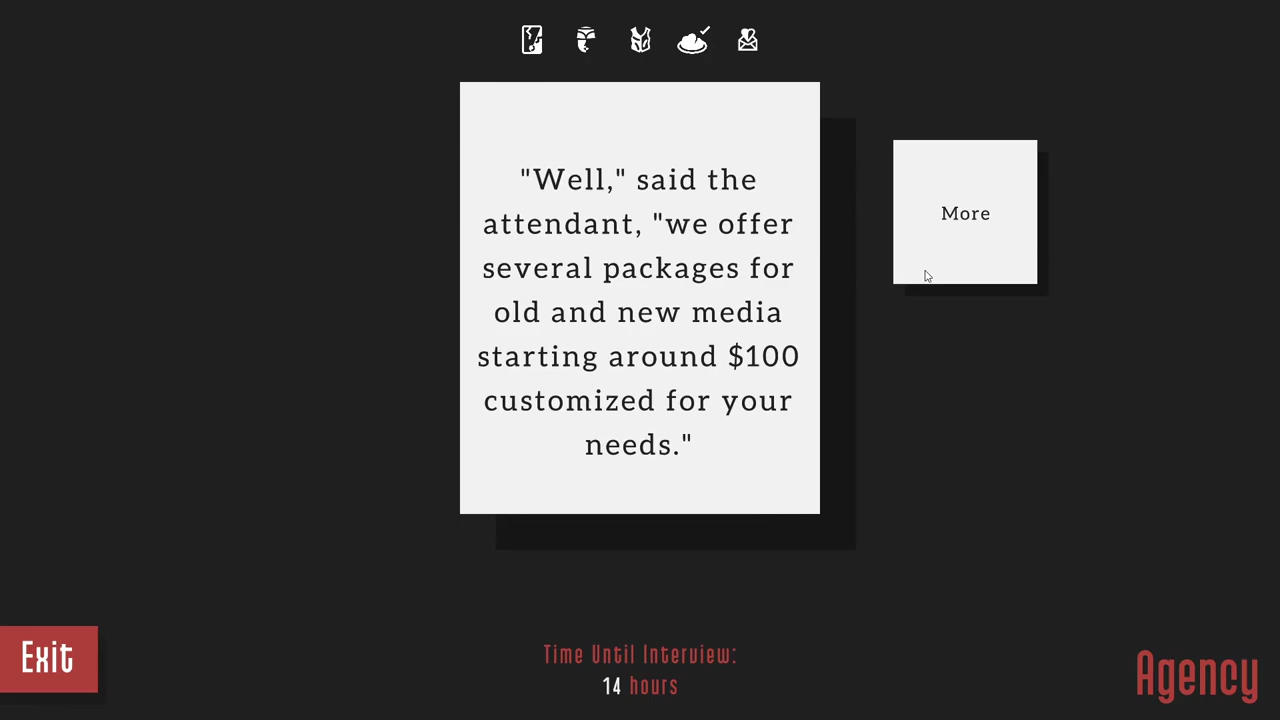 "Well," said the
attendant, "we offer
several packages for
old and new media
starting around $100
customized for your
needs."
More
Exit
Time Until Interview:
14 hours
Agency